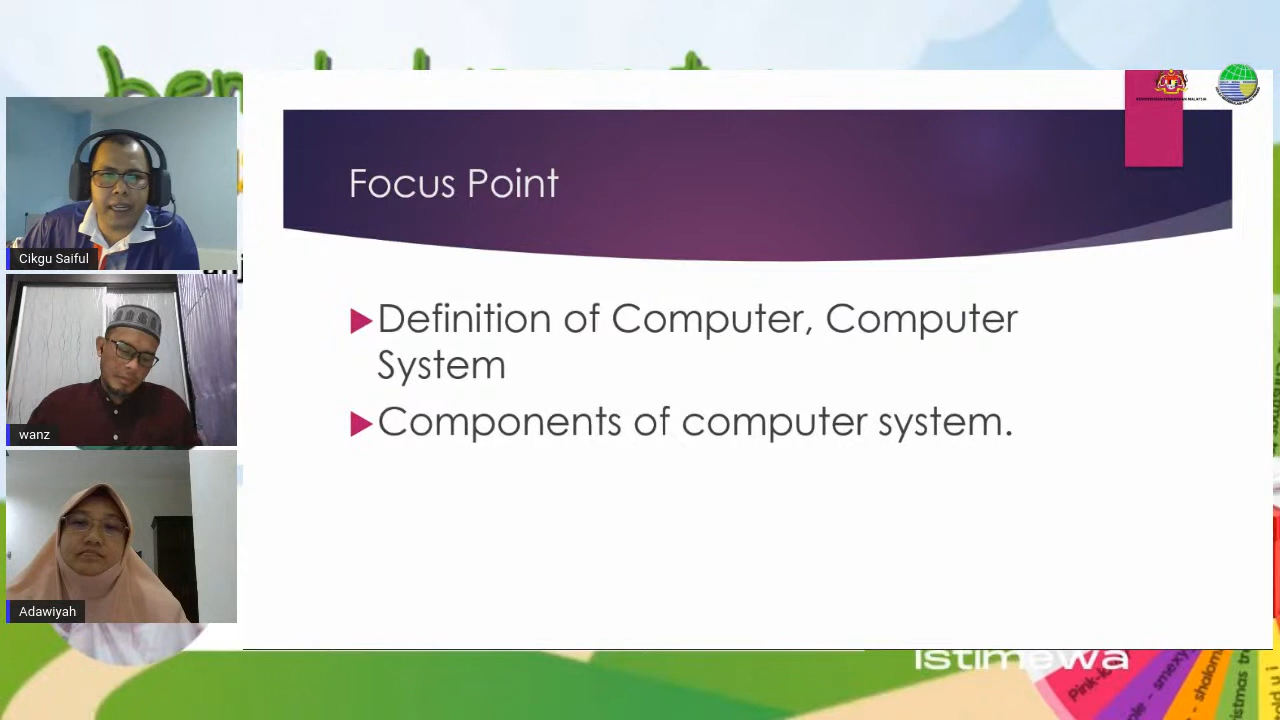 Focus Point
Definition of Computer, Computer
System
Components of computer system.
Cikgu Saiful
wanz
Adawiyah
istimewa